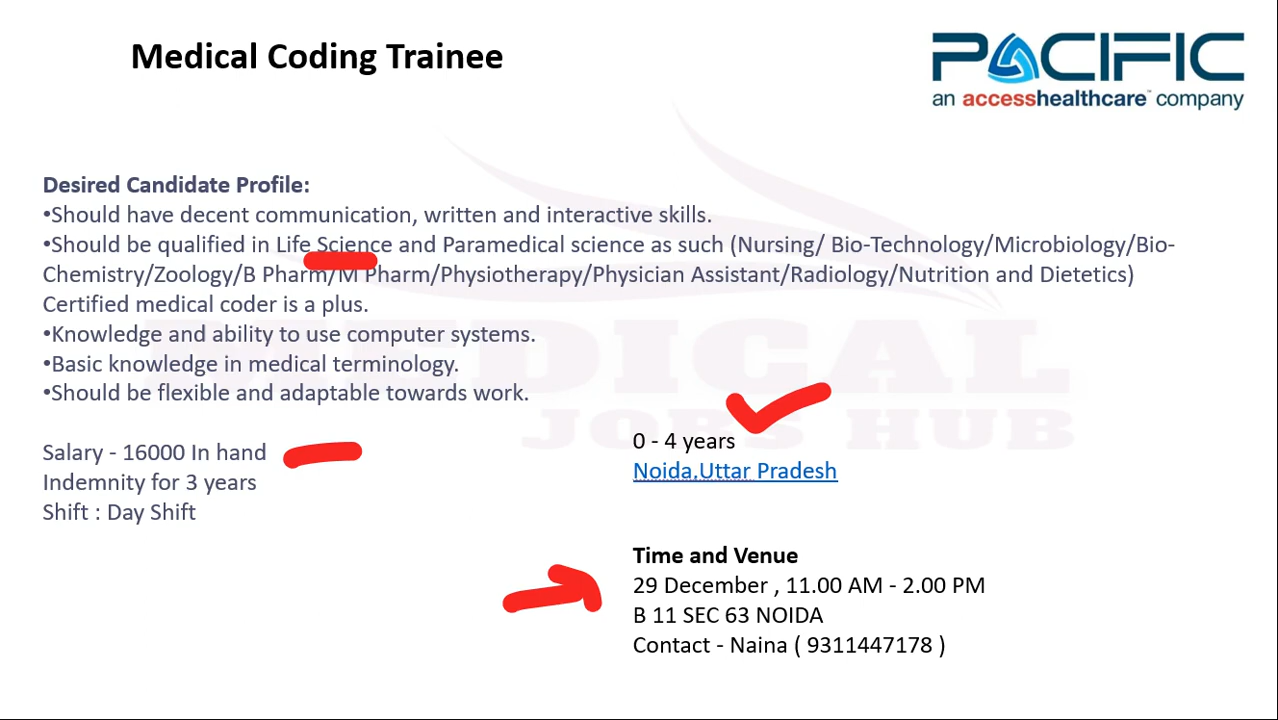 Medical Coding Trainee
PACIFIC
an accesshealthcare™ company
Desired Candidate Profile:
•Should have decent communication, written and interactive skills.
•Should be qualified in Life Science and Paramedical science as such (Nursing/ Bio-Technology/Microbiology/Bio-
Chemistry/Zoology/B Pharm/M Pharm/Physiotherapy/Physician Assistant/Radiology/Nutrition and Dietetics)
Certified medical coder is a plus.
•Knowledge and ability to use computer systems.
•Basic knowledge in medical terminology.
•Should be flexible and adaptable towards work.
MEDICAL
JOBS HUB
Salary - 16000 In hand
Indemnity for 3 years
Shift : Day Shift
0 - 4 years
Noida,Uttar Pradesh
Time and Venue
29 December , 11.00 AM - 2.00 PM
B 11 SEC 63 NOIDA
Contact - Naina ( 9311447178 )